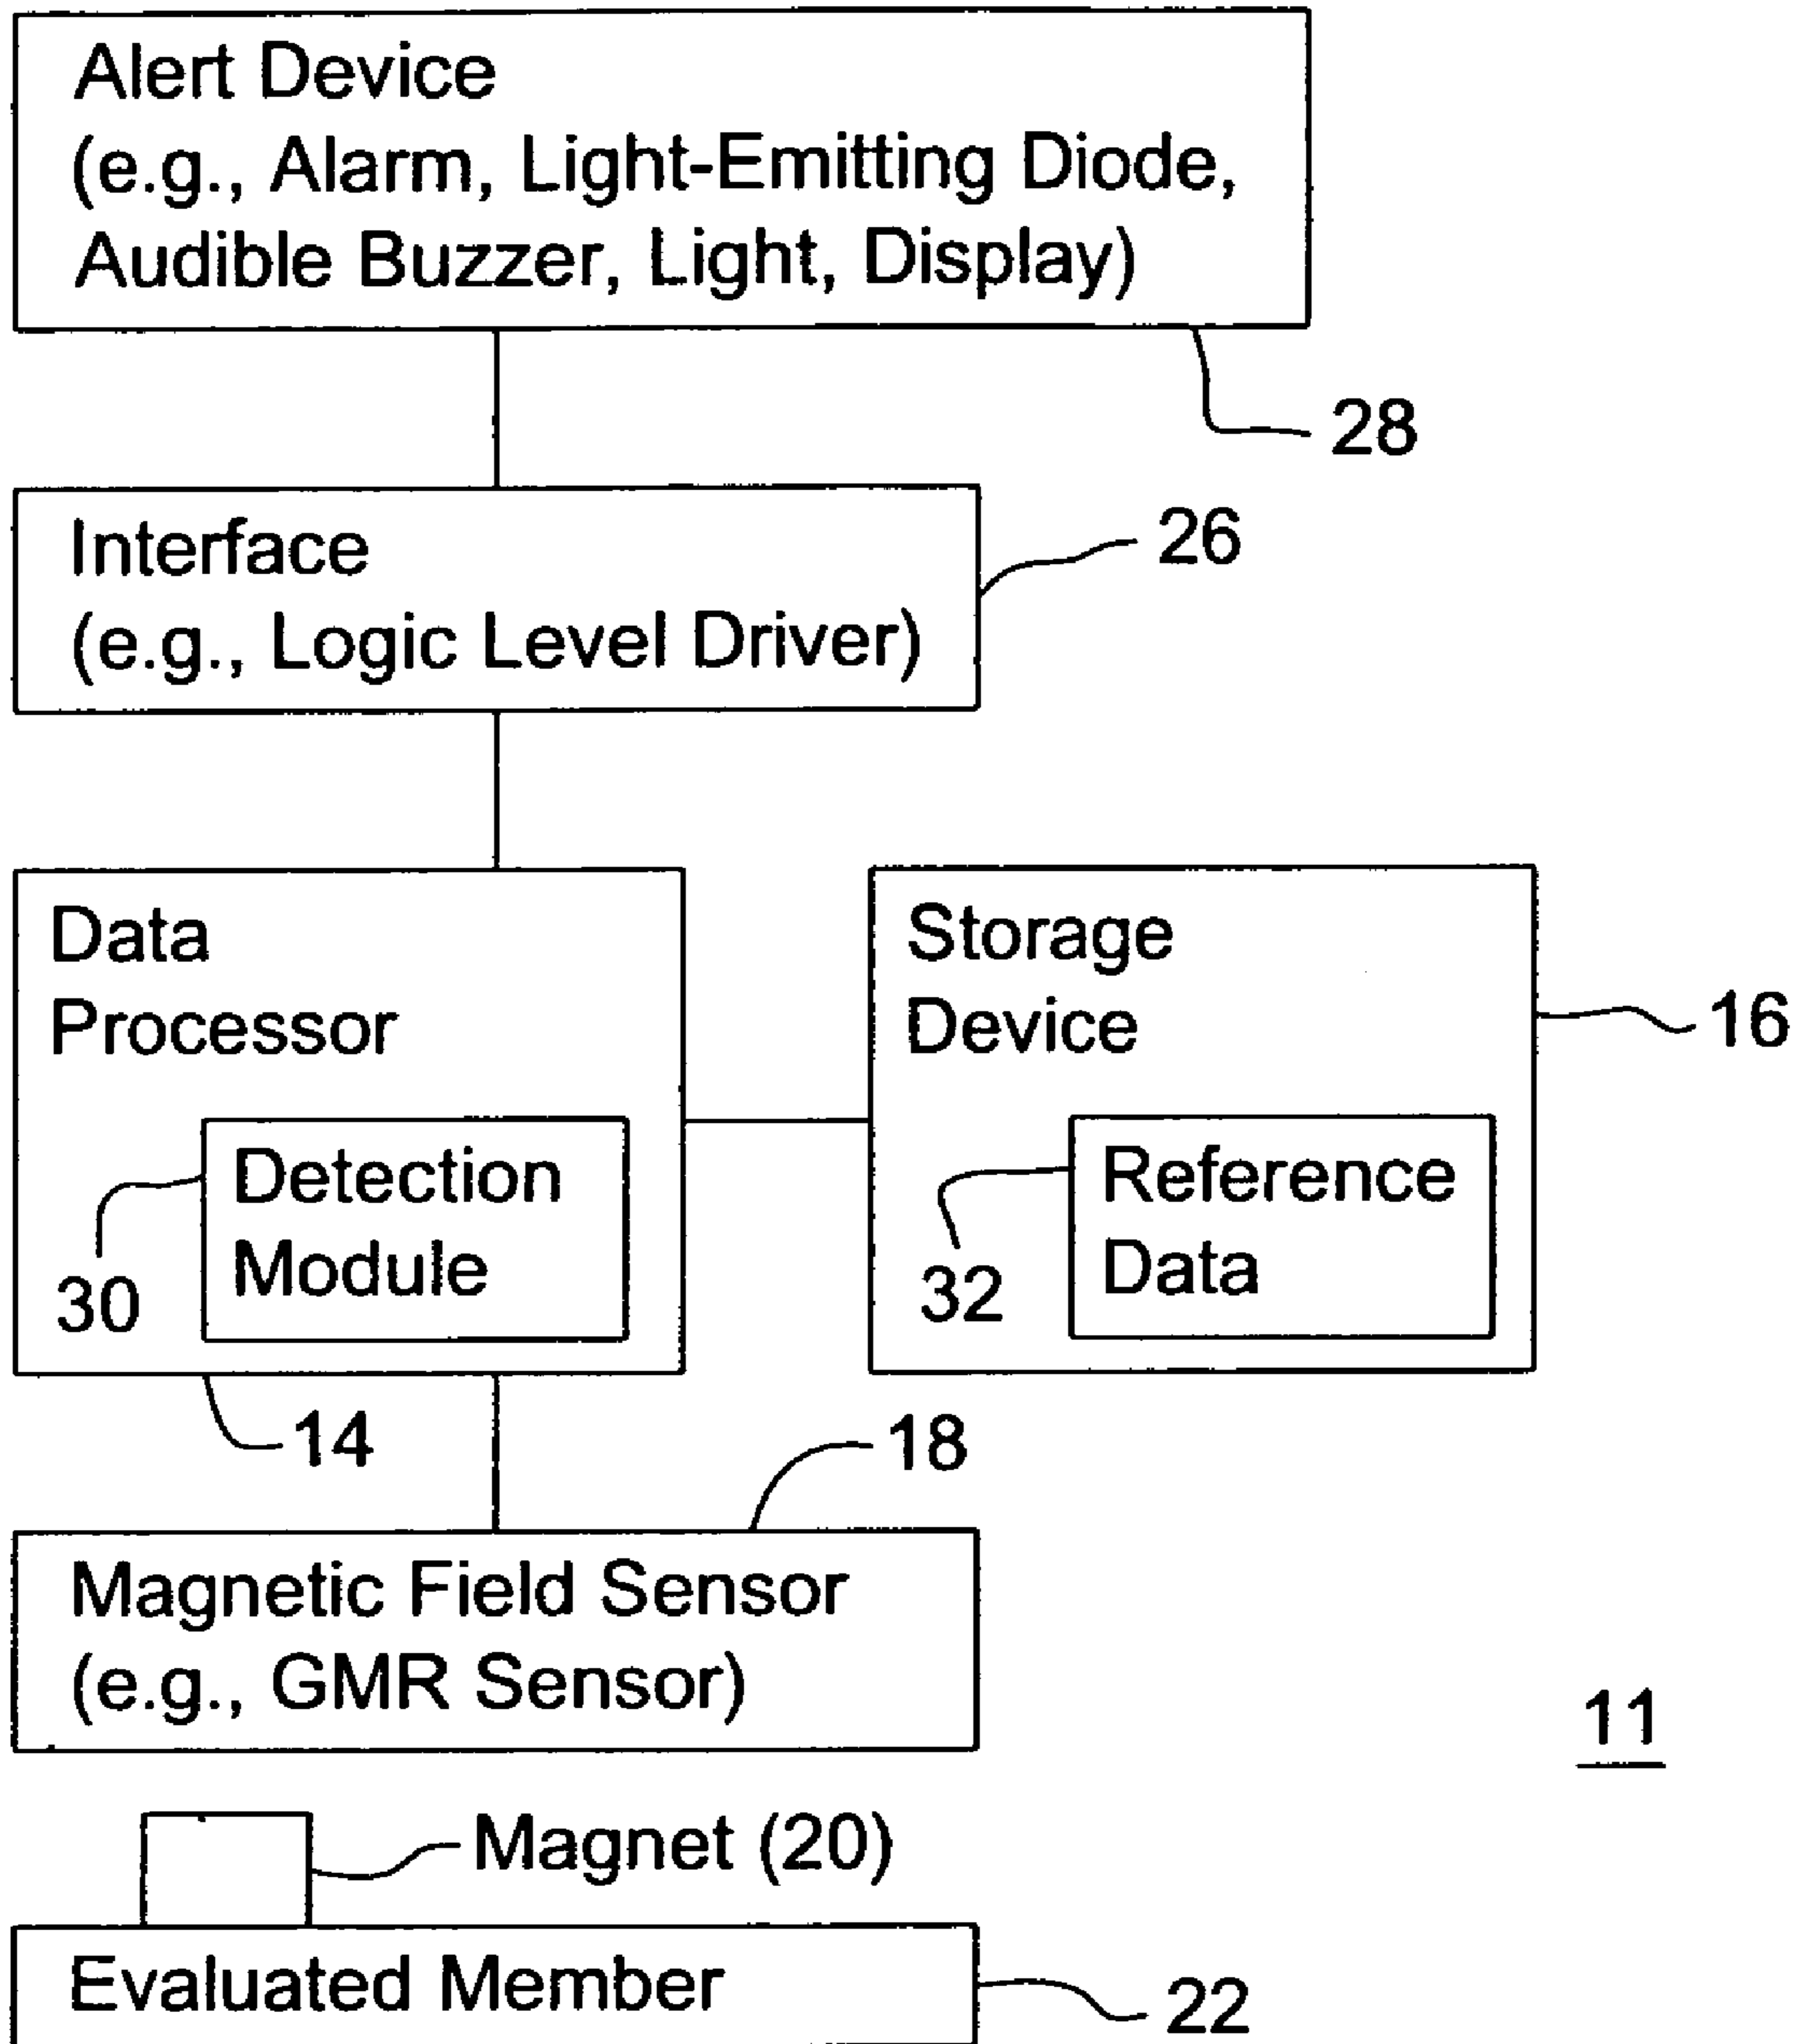 Alert Device
(e.g., Alarm, Light-Emitting Diode,
Audible Buzzer, Light, Display)
28
Interface
(e.g., Logic Level Driver)
26
Data
Processor
Storage
Device
16
Detection
Module
30
Reference
Data
32
14
18
Magnetic Field Sensor
(e.g., GMR Sensor)
11
Magnet (20)
Evaluated Member
22